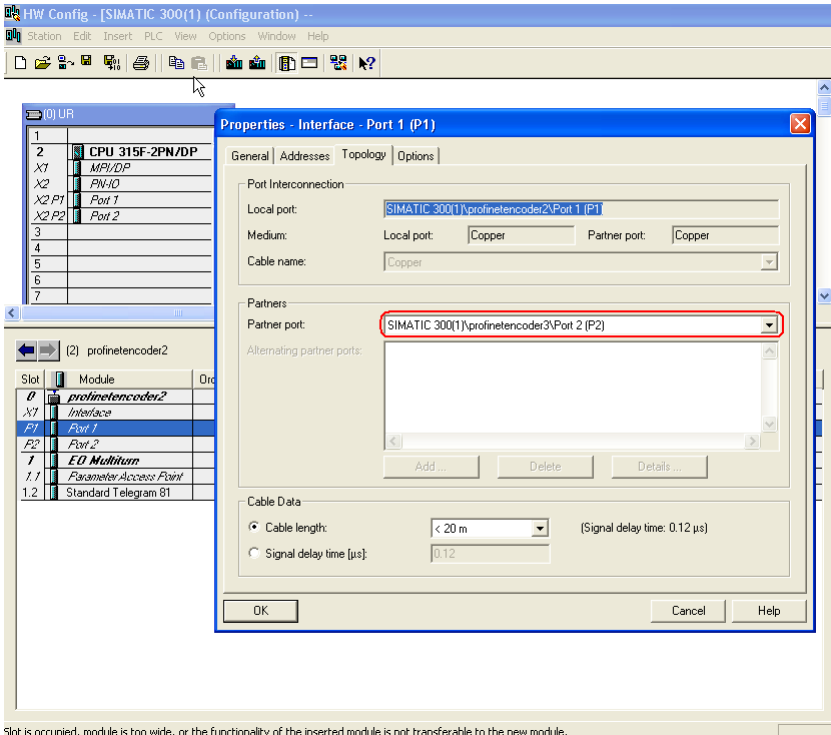 HW Config - [SIMATIC 300(1) (Configuration) --
Station Edit Insert PLC View Options Window Help
(0) UR
1
2 CPU 315F-2PN/DP
X1 MPI/DP
X2 PN-IO
X2 P1 Port 1
X2 P2 Port 2
3
4
5
6
7
Properties - Interface - Port 1 (P1)
General Addresses Topology Options
Port Interconnection
Local port: SIMATIC 300(1)\profinetencoder2\Port 1 (P1)
Medium: Local port: Copper Partner port: Copper
Cable name: Copper
Partners
Partner port: SIMATIC 300(1)\profinetencoder3\Port 2 (P2)
Alternating partner ports:
Add ... Delete Details ...
Cable Data
Cable length: < 20 m (Signal delay time: 0.12 µs)
Signal delay time [µs]: 0.12
OK Cancel Help
(2) profinetencoder2
Slot Module Ord
0 profinetencoder2
X1 Interface
P1 Port 1
P2 Port 2
1 EO Multiturn
1.1 Parameter Access Point
1.2 Standard Telegram 81
Slot is occupied, module is too wide, or the functionality of the inserted module is not transferable to the new module.